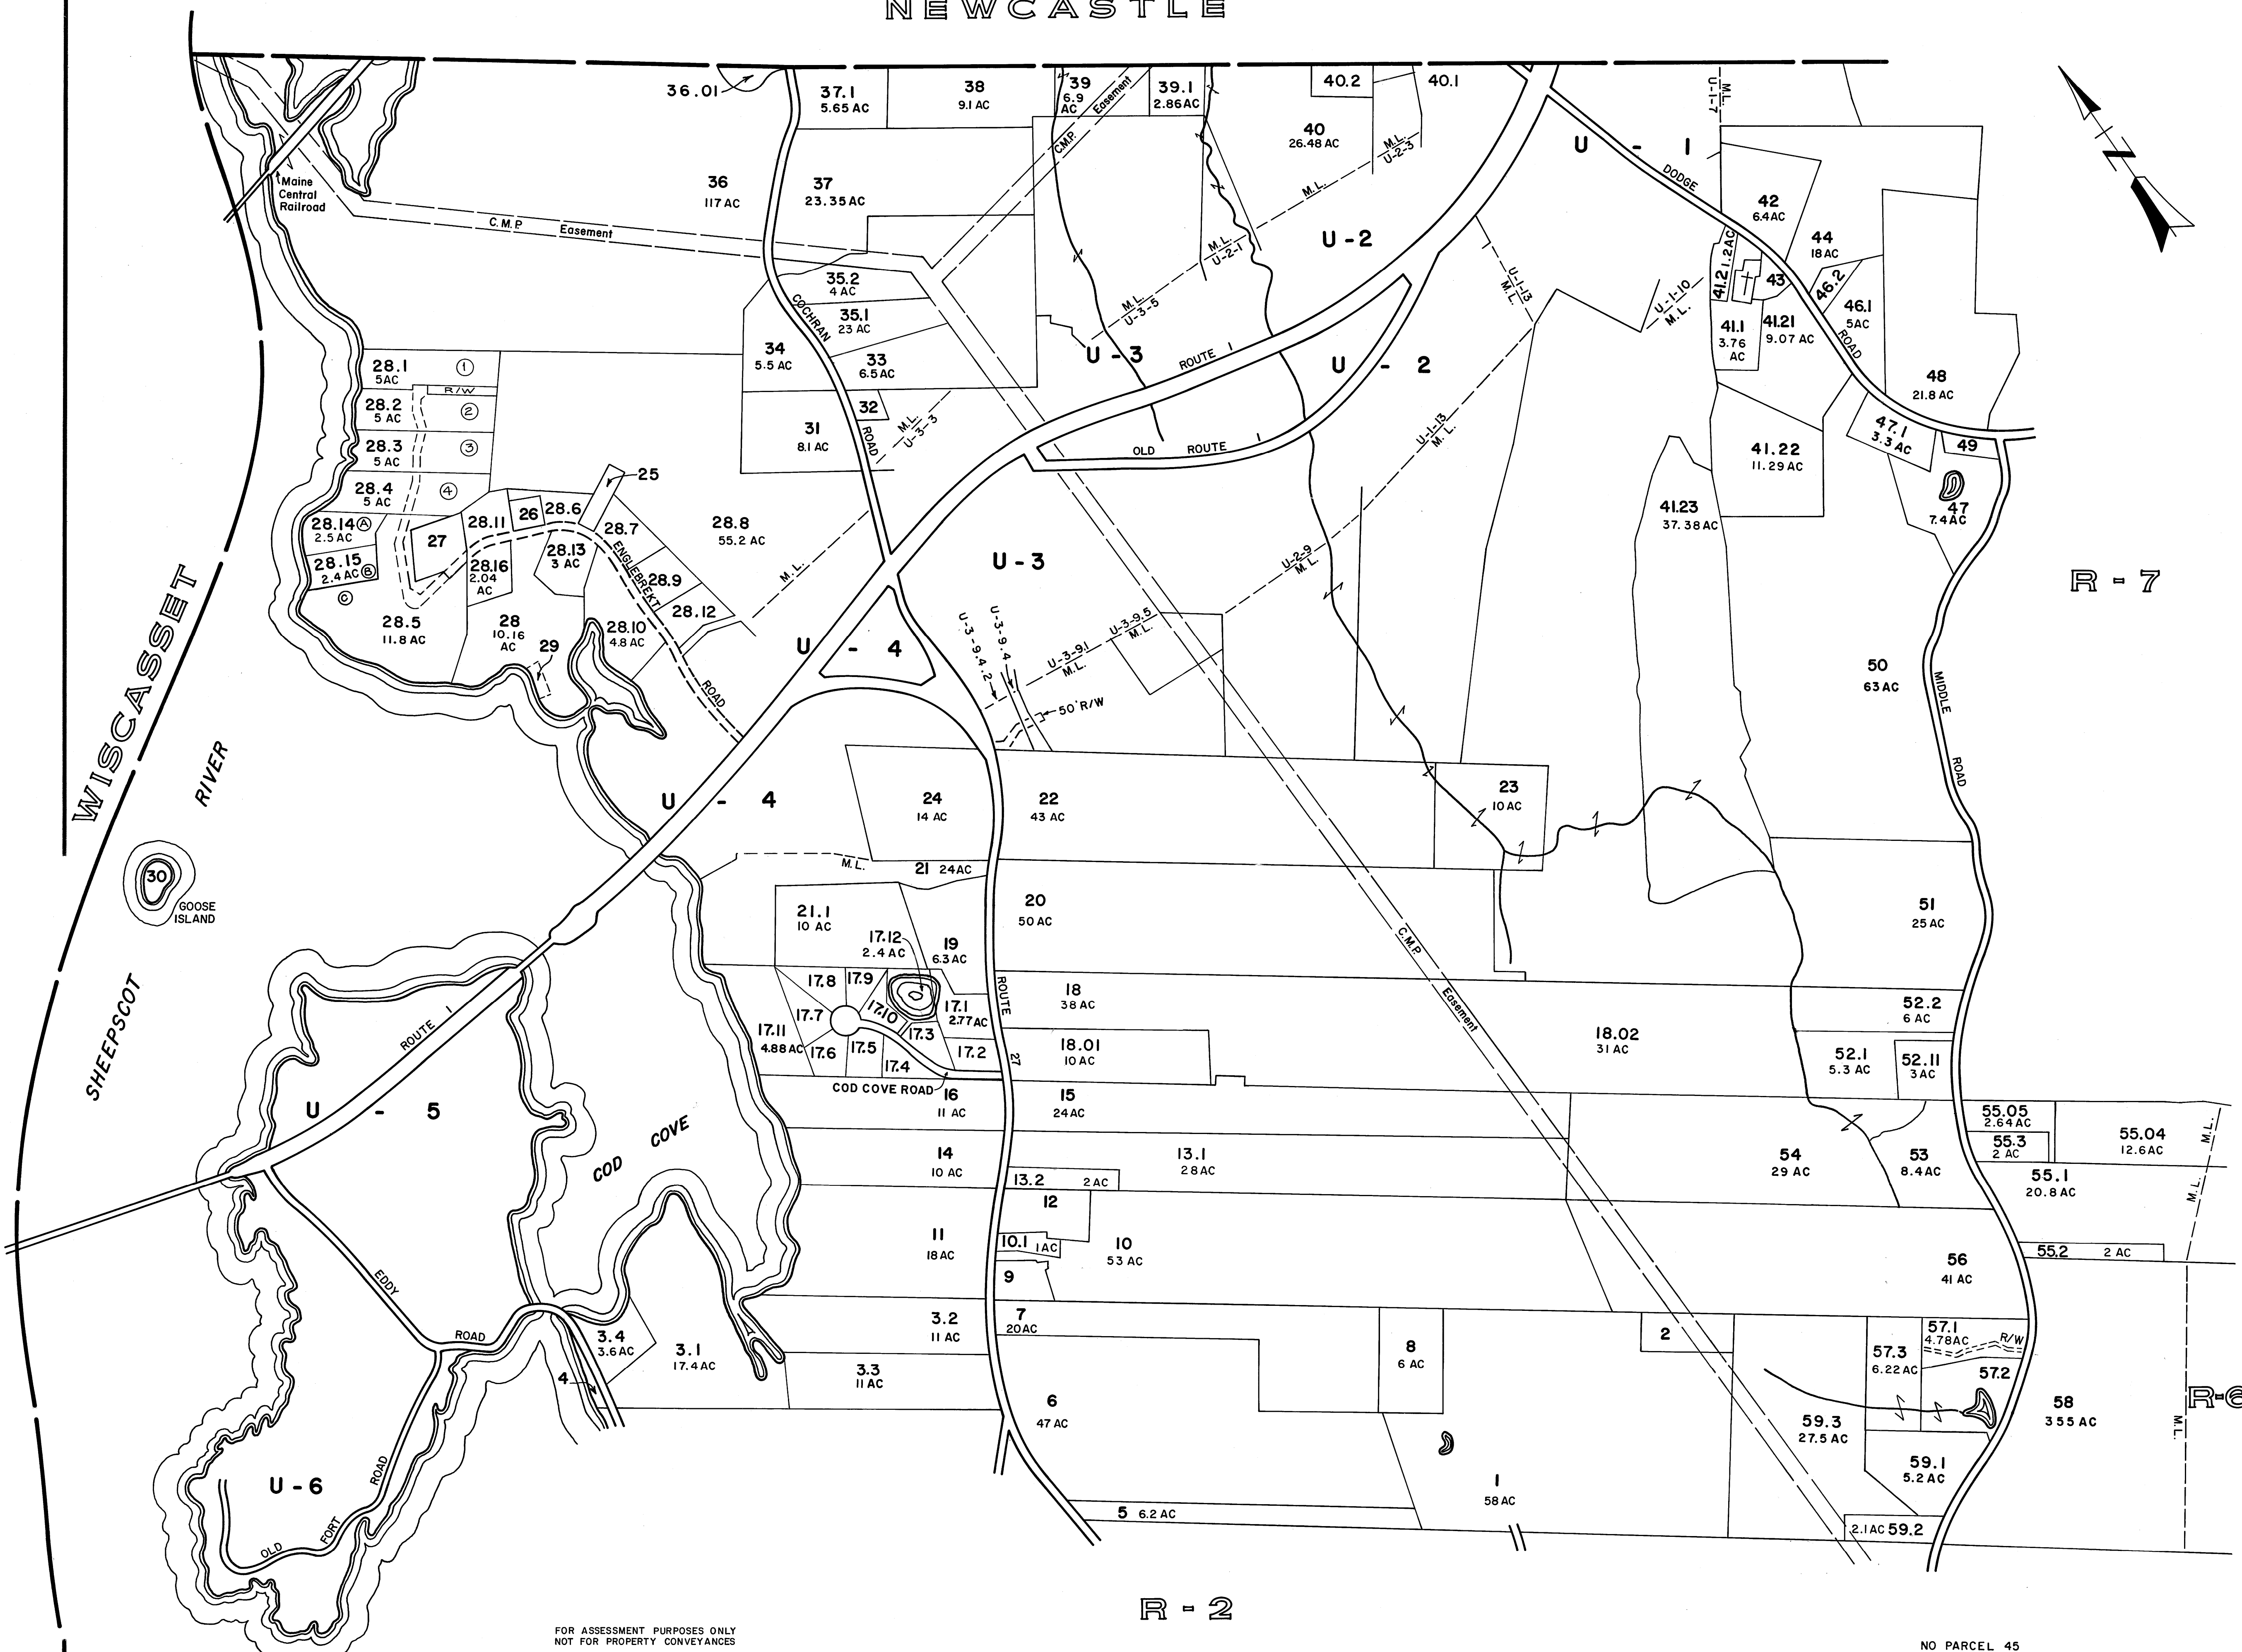 NEWCASTLE
36.01
37.1
5.65 AC
38
9.1 AC
39
6.9
AC
C.M.P. Easement
39.1
2.86 AC
40.2
40.1
40
26.48 AC
M.L.
U-2-3
M.L.
M.L.
U-1-7
U - 1
DODGE
Maine
Central
Railroad
36
117 AC
37
23.35 AC
C.M.P. Easement
M.L.
U-2-1
U-2
42
6.4 AC
44
18 AC
41.2 1.2 AC
43
46.2
46.1
5 AC
U-1-13
M.L.
U-1-10
M.L.
35.2
4 AC
COCHRAN
35.1
23 AC
M.L.
U-3-5
41.1
3.76
AC
41.21
9.07 AC
ROAD
34
5.5 AC
33
6.5 AC
U-3
ROUTE 1
U - 2
48
21.8 AC
28.1
5 AC
1
R/W
28.2
5 AC
2
28.3
5 AC
3
28.4
5 AC
4
31
8.1 AC
32
ROAD
M.L.
U-3-3
OLD ROUTE 1
U-1-13
M.L.
47.1
3.3 AC
49
41.22
11.29 AC
47
7.4 AC
41.23
37.38 AC
25
28.14 A
2.5 AC
28.11
26
28.6
28.7
28.8
55.2 AC
27
28.15
2.4 AC B
28.16
2.04
AC
28.13
3 AC
ENGLEBREKT
28.9
M.L.
U-3
U-2-9
M.L.
R - 7
C
28.5
11.8 AC
28
10.16
AC
29
28.10
4.8 AC
28.12
ROAD
U - 4
U-3-9.4.2
U-3-9.4
U-3-9.1
M.L.
U-3-9.5
M.L.
50' R/W
50
63 AC
MIDDLE
ROAD
WISCASSET
RIVER
U - 4
24
14 AC
22
43 AC
23
10 AC
M.L.
21 24 AC
30
GOOSE
ISLAND
21.1
10 AC
20
50 AC
51
25 AC
17.12
2.4 AC
19
6.3 AC
C.M.P. Easement
SHEEPSCOT
17.8
17.9
17.10
17.1
2.77 AC
ROUTE
27
18
38 AC
52.2
6 AC
17.7
17.11
4.88 AC
17.6
17.5
17.4
17.3
17.2
18.01
10 AC
18.02
31 AC
52.1
5.3 AC
52.11
3 AC
ROUTE 1
COD COVE ROAD
16
11 AC
15
24 AC
U - 5
COD COVE
55.05
2.64 AC
55.3
2 AC
55.04
12.6 AC
M.L.
14
10 AC
13.1
28 AC
13.2 2 AC
54
29 AC
53
8.4 AC
55.1
20.8 AC
M.L.
12
11
18 AC
10.1 1 AC
10
53 AC
9
56
41 AC
55.2 2 AC
EDDY
ROAD
3.4
3.6 AC
3.1
17.4 AC
3.2
11 AC
7
20 AC
2
57.1
4.78 AC
R/W
3.3
11 AC
8
6 AC
57.3
6.22 AC
57.2
4
6
47 AC
59.3
27.5 AC
58
355 AC
R-6
M.L.
59.1
5.2 AC
1
58 AC
U-6
ROAD
FORT
OLD
5 6.2 AC
2.1 AC 59.2
R - 2
FOR ASSESSMENT PURPOSES ONLY
NOT FOR PROPERTY CONVEYANCES
NO PARCEL 45